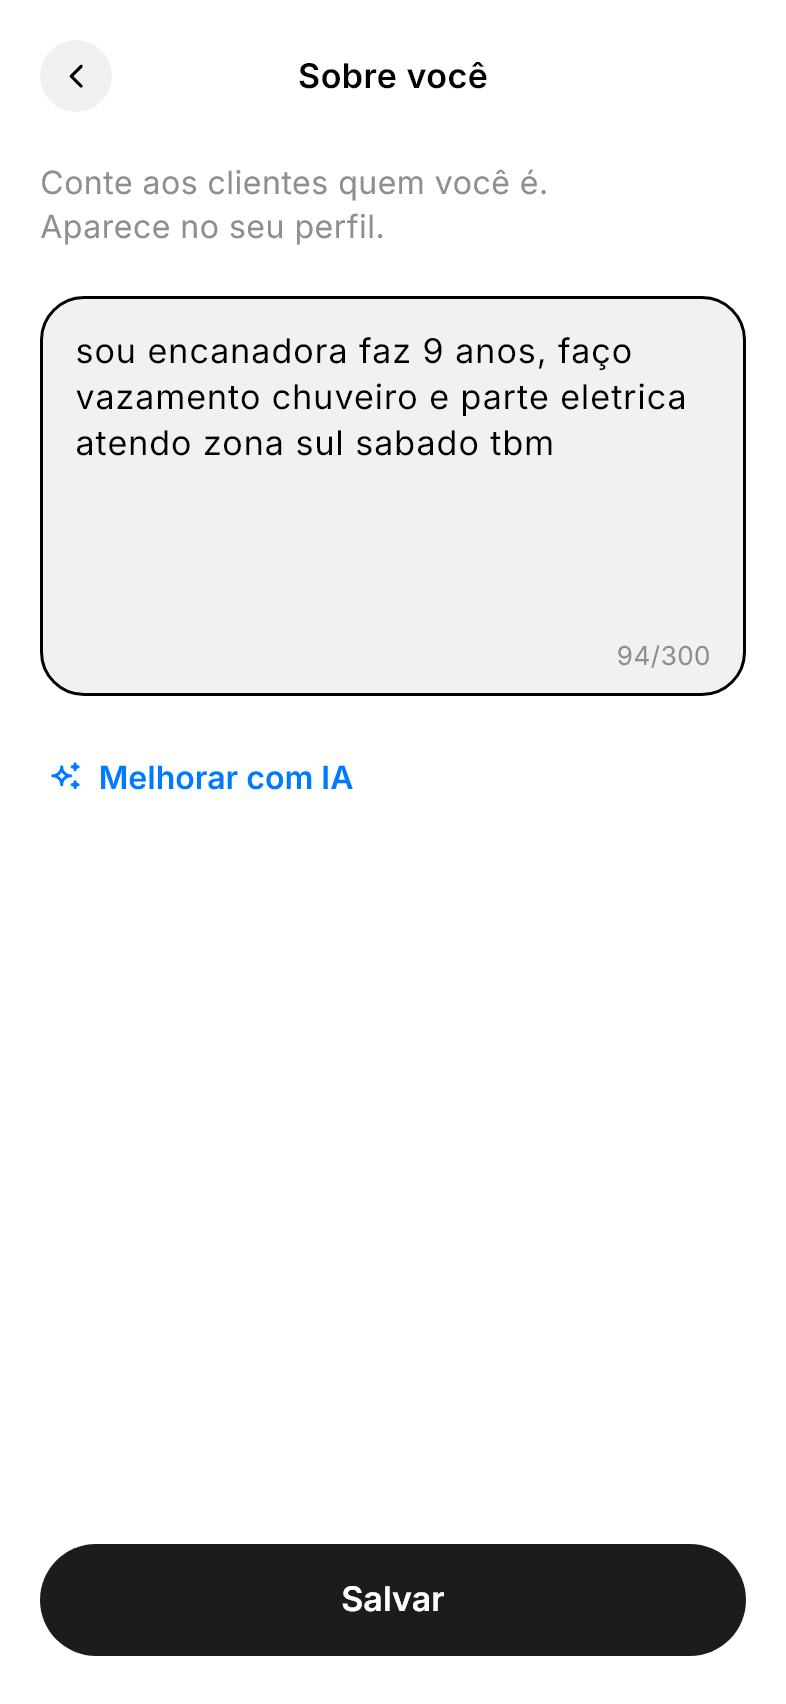 Sobre você
Conte aos clientes quem você é.
Aparece no seu perfil.
sou encanadora faz 9 anos, faço
vazamento chuveiro e parte eletrica
atendo zona sul sabado tbm
94/300
Melhorar com IA
Salvar